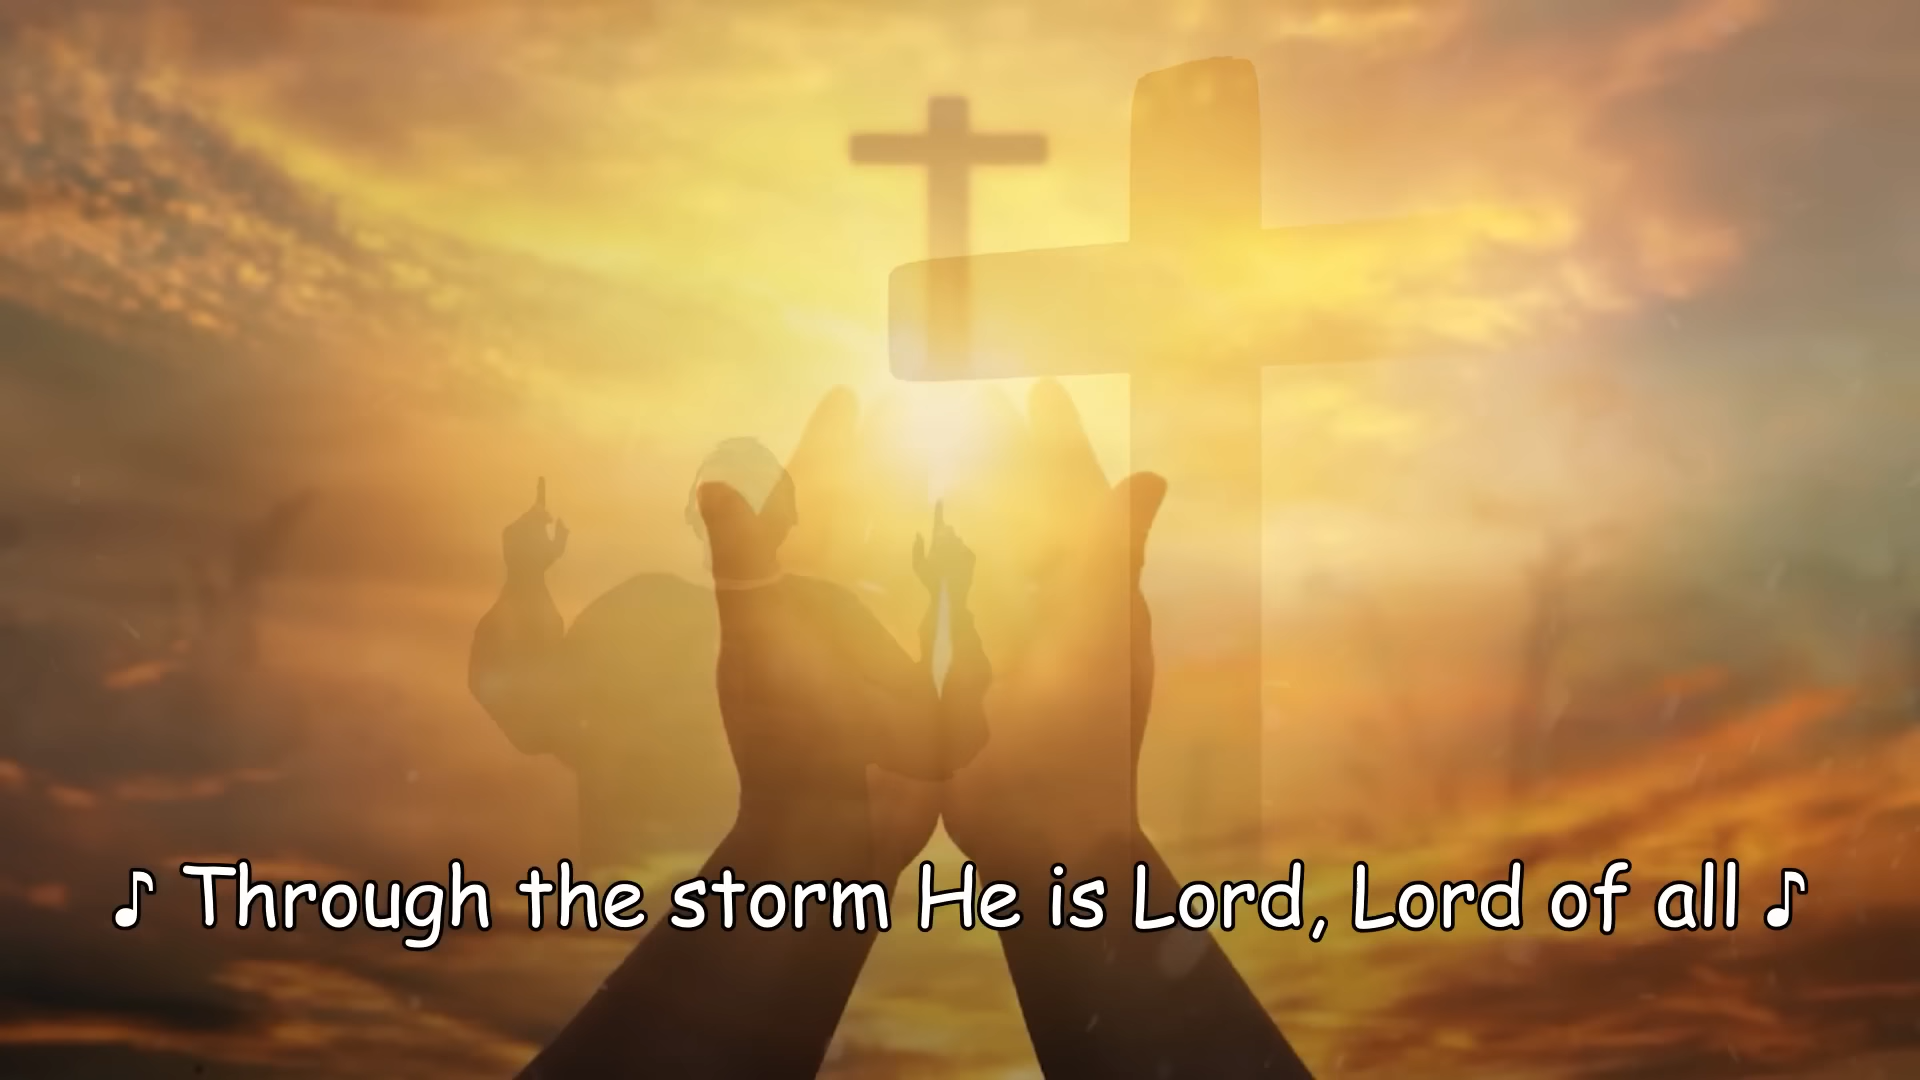 ♪ Through the storm He is Lord, Lord of all ♪